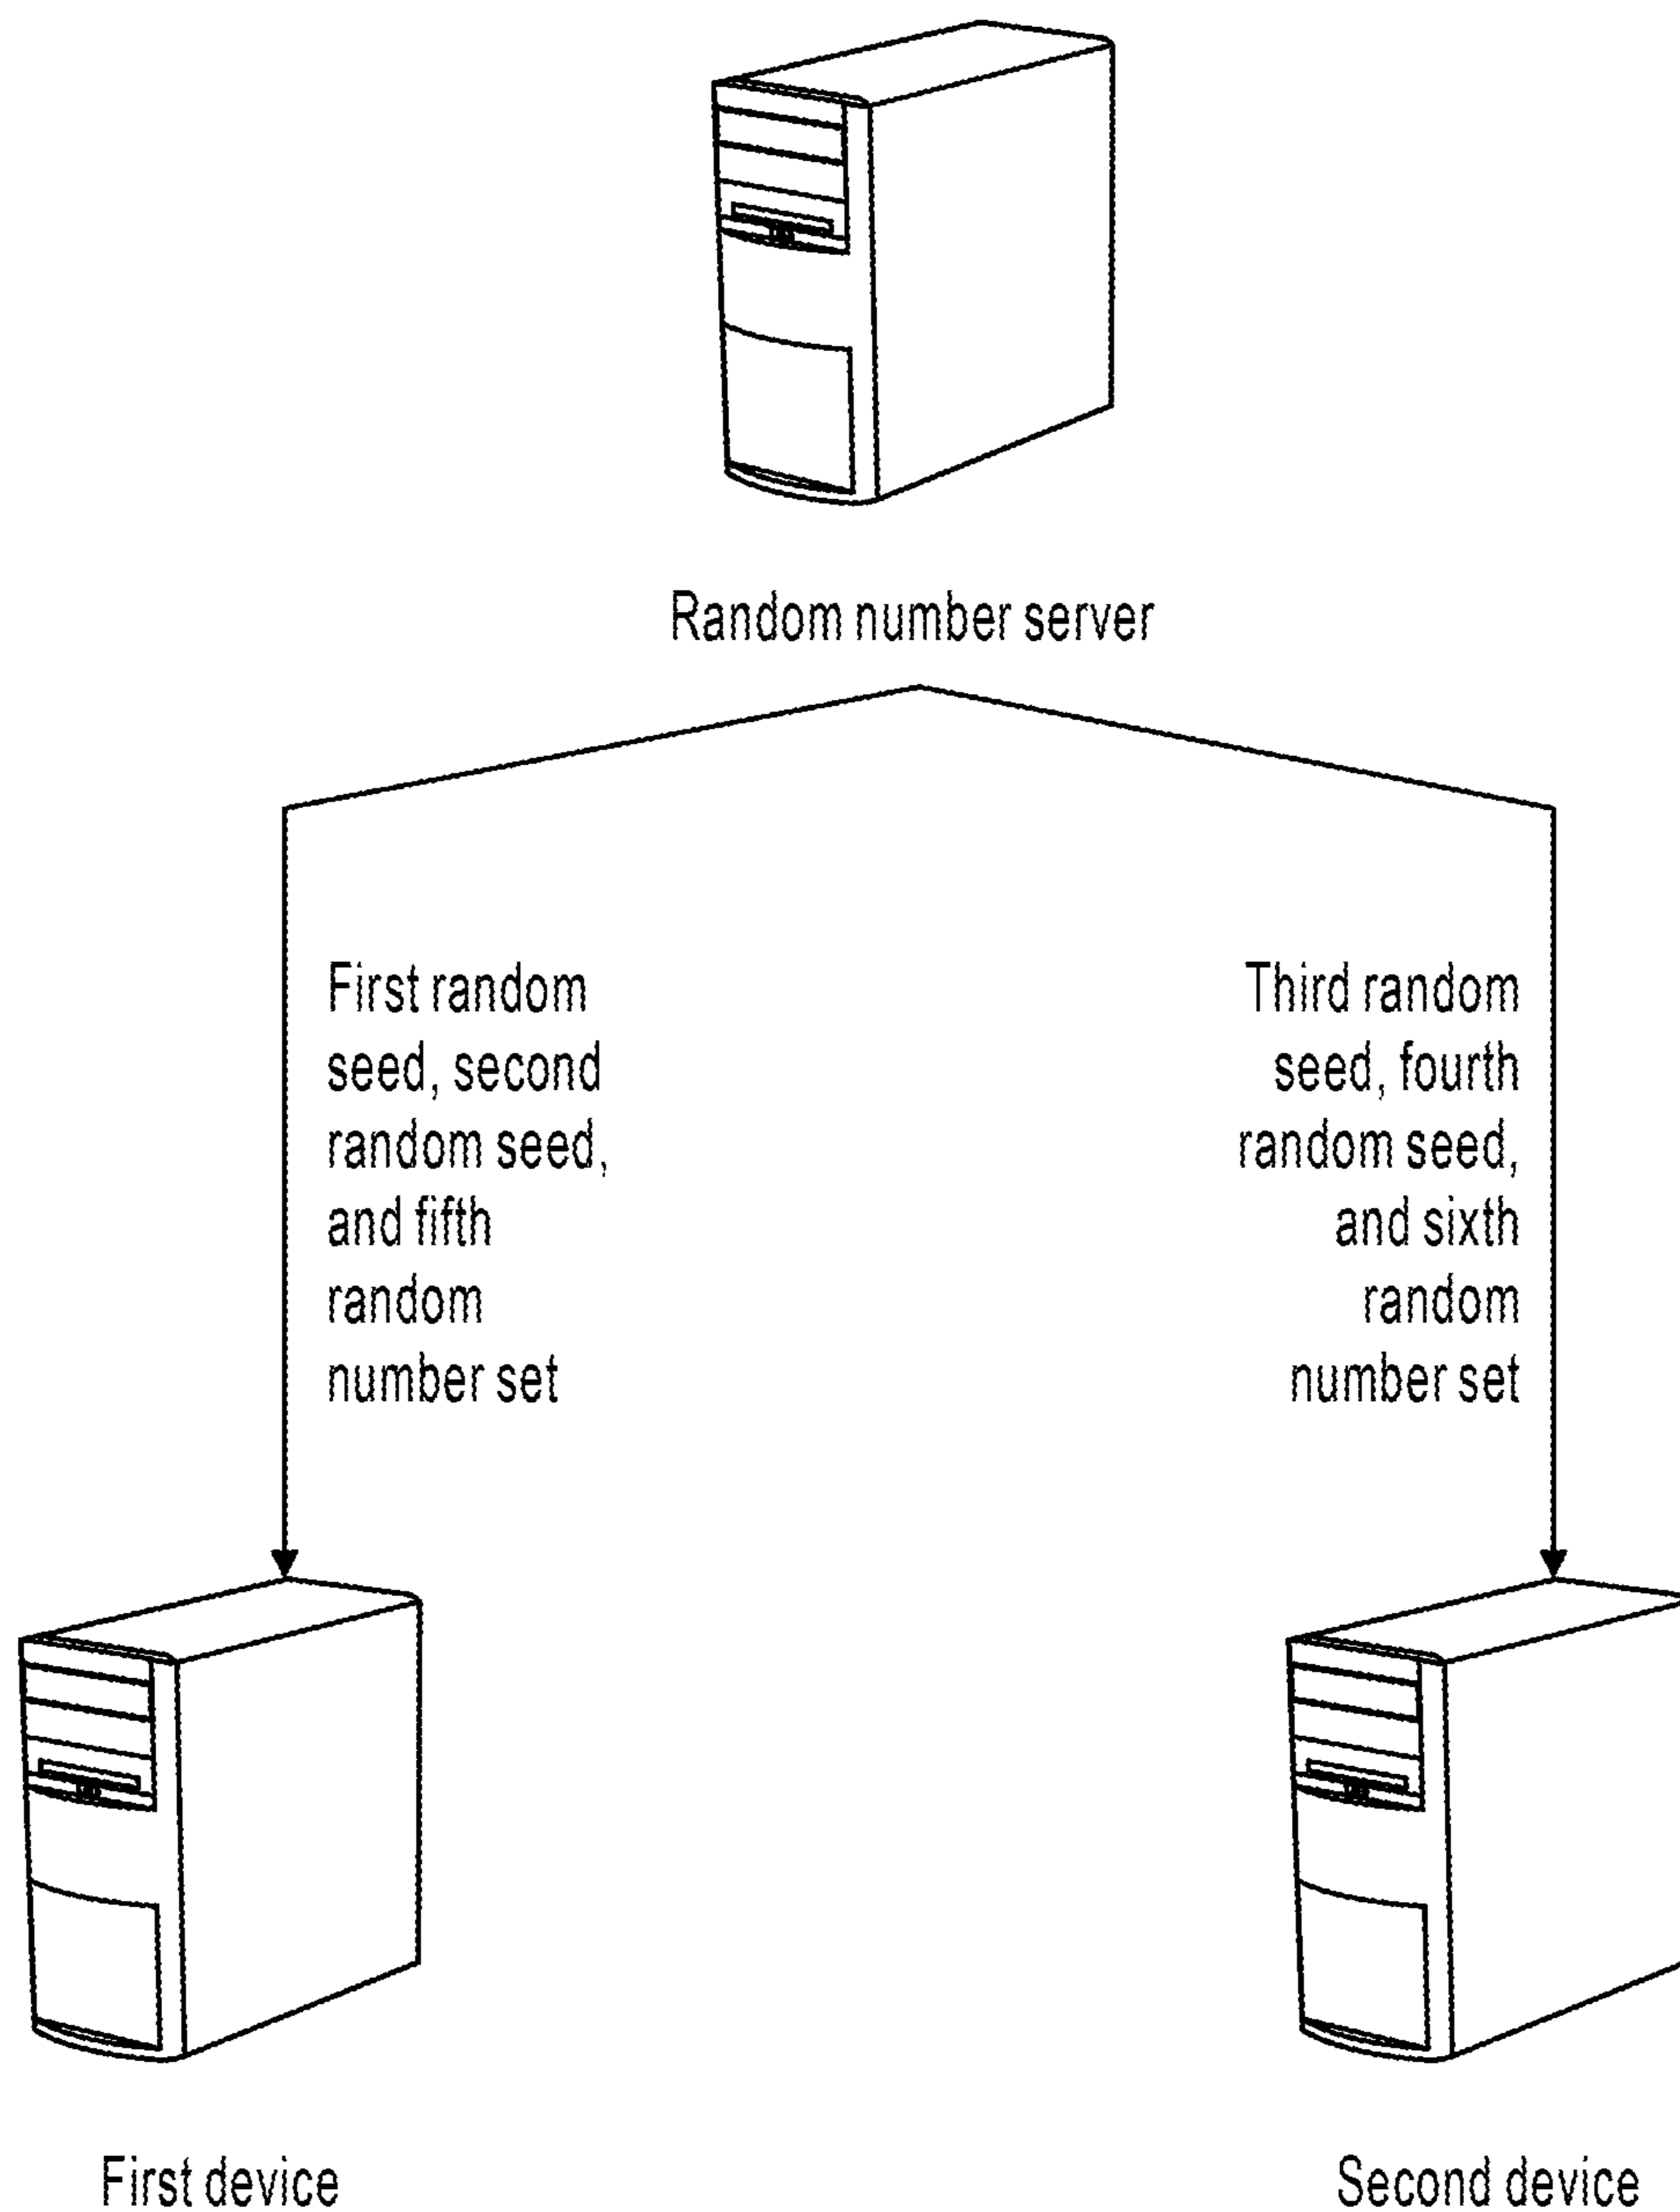 Random number server
First random
seed, second
random seed,
and fifth
random
number set
Third random
seed, fourth
random seed,
and sixth
random
number set
First device
Second device